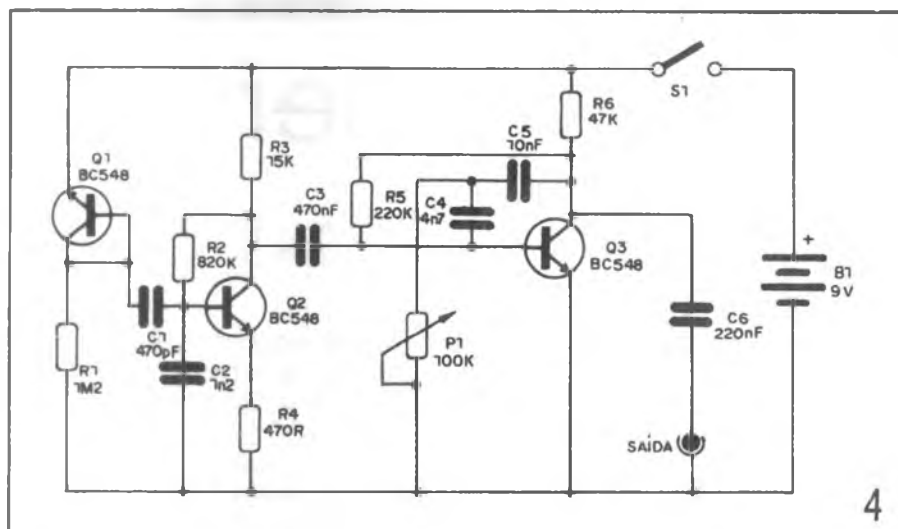 S1
R6
47K
C5
10nF
Q1
BC548
R3
15K
C3
470nF
R5
220K
C4
4n7
R2
820K
Q2
BC548
Q3
BC548
+
B1
9V
C1
470pF
C2
1n2
R1
1M2
P1
100K
C6
220nF
R4
470R
SAÍDA
4